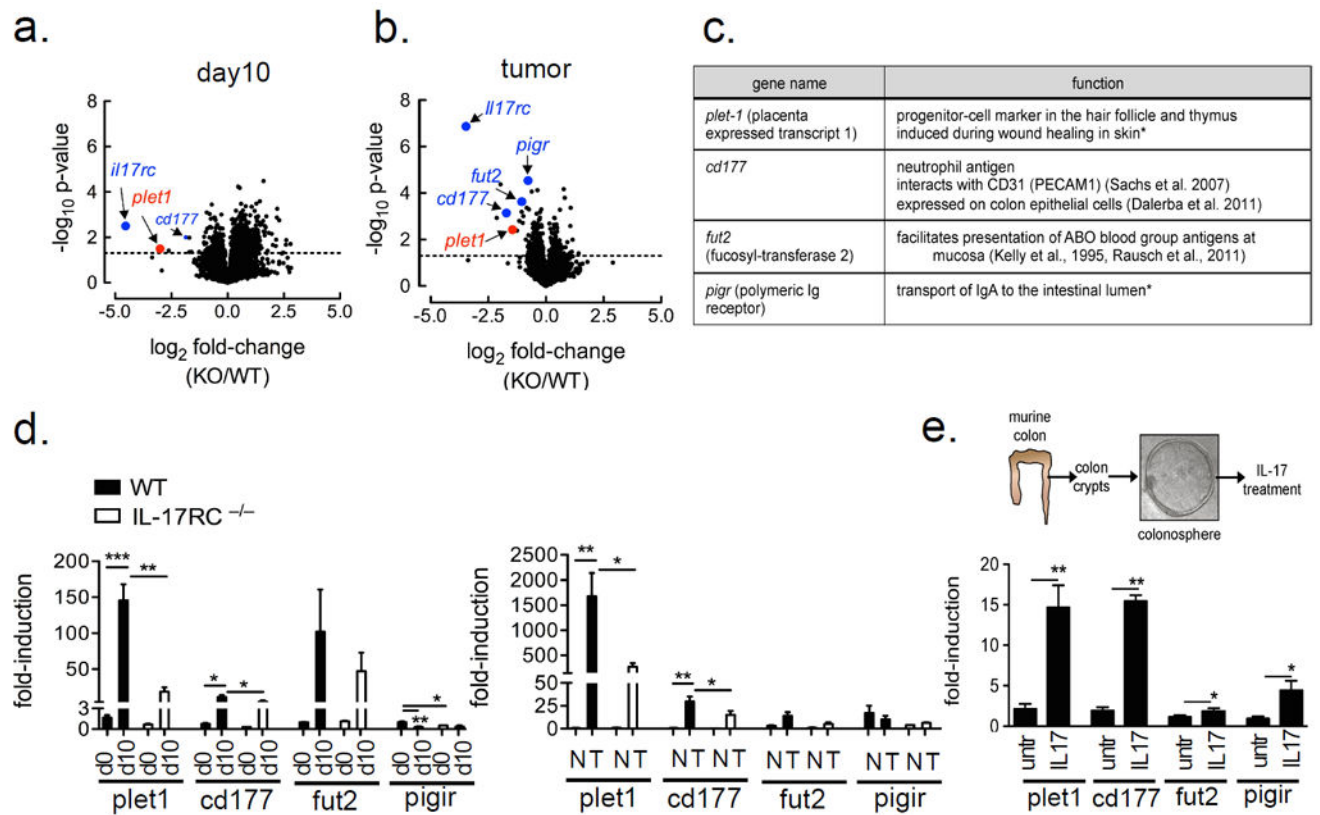 a.
day10
8
6
4
2
0
-log10 p-value
il17rc
plet1
cd177
-5.0 -2.5 0.0 2.5 5.0
log2 fold-change
(KO/WT)
b.
tumor
8
6
4
2
0
-log10 p-value
Il17rc
pigr
fut2
cd177
plet1
-5.0 -2.5 0.0 2.5 5.0
log2 fold-change
(KO/WT)
c.
gene name function
plet-1 (placenta expressed transcript 1) progenitor-cell marker in the hair follicle and thymus
induced during wound healing in skin*
cd177 neutrophil antigen
interacts with CD31 (PECAM1) (Sachs et al. 2007)
expressed on colon epithelial cells (Dalerba et al. 2011)
fut2 (fucosyl-transferase 2) facilitates presentation of ABO blood group antigens at
mucosa (Kelly et al., 1995, Rausch et al., 2011)
pigr (polymeric Ig receptor) transport of IgA to the intestinal lumen*
d.
WT
IL-17RC –/–
fold-induction
200
150
100
50
3
0
*** ** * * * **
d0 d10 d0 d10 d0 d10 d0 d10 d0 d10 d0 d10 d0 d10 d0 d10
plet1 cd177 fut2 pigir
fold-induction
2500
2000
1500
1000
500
50
25
0
** * ** *
N T N T N T N T N T N T N T N T
plet1 cd177 fut2 pigir
e.
murine
colon
colon
crypts
colonosphere
IL-17
treatment
fold-induction
20
15
10
5
0
** ** * *
untr IL17 untr IL17 untr IL17 untr IL17
plet1 cd177 fut2 pigir